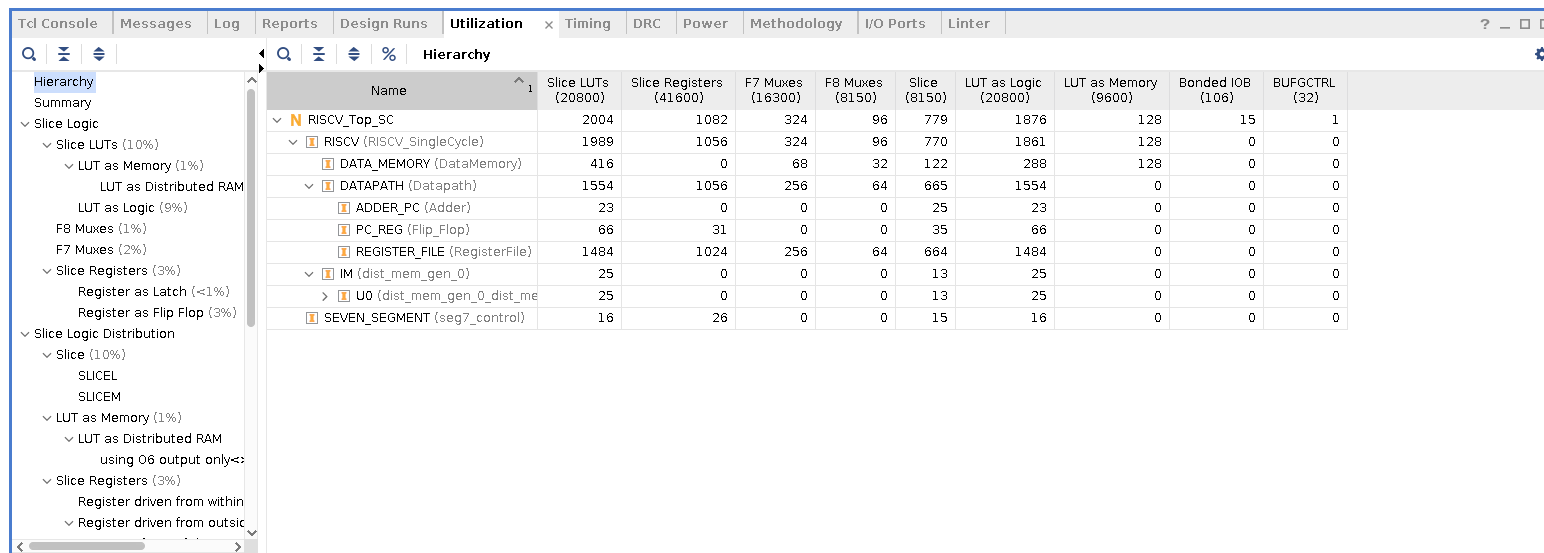 Tcl Console Messages Log Reports Design Runs Utilization × Timing DRC Power Methodology I/O Ports Linter ?
% Hierarchy
Hierarchy
Summary
Slice Logic
Slice LUTs (10%)
LUT as Memory (1%)
LUT as Distributed RAM
LUT as Logic (9%)
F8 Muxes (1%)
F7 Muxes (2%)
Slice Registers (3%)
Register as Latch (<1%)
Register as Flip Flop (3%)
Slice Logic Distribution
Slice (10%)
SLICEL
SLICEM
LUT as Memory (1%)
LUT as Distributed RAM
using O6 output only<>
Slice Registers (3%)
Register driven from within
Register driven from outsic
Name 1 Slice LUTs Slice Registers F7 Muxes F8 Muxes Slice LUT as Logic LUT as Memory Bonded IOB BUFGCTRL
(20800) (41600) (16300) (8150) (8150) (20800) (9600) (106) (32)
N RISCV_Top_SC 2004 1082 324 96 779 1876 128 15 1
RISCV (RISCV_SingleCycle) 1989 1056 324 96 770 1861 128 0 0
DATA_MEMORY (DataMemory) 416 0 68 32 122 288 128 0 0
DATAPATH (Datapath) 1554 1056 256 64 665 1554 0 0 0
ADDER_PC (Adder) 23 0 0 0 25 23 0 0 0
PC_REG (Flip_Flop) 66 31 0 0 35 66 0 0 0
REGISTER_FILE (RegisterFile) 1484 1024 256 64 664 1484 0 0 0
IM (dist_mem_gen_0) 25 0 0 0 13 25 0 0 0
U0 (dist_mem_gen_0_dist_me 25 0 0 0 13 25 0 0 0
SEVEN_SEGMENT (seg7_control) 16 26 0 0 15 16 0 0 0